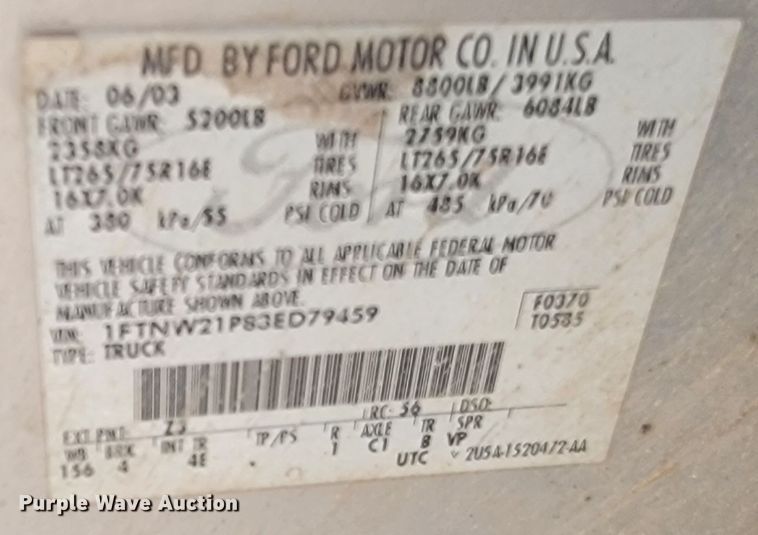 MFD BY FORD MOTOR CO. IN U.S.A.
DATE: 06/03 GVWR: 8800LB / 3991KG
FRONT GAWR: 5200LB REAR GAWR: 6084LB
2358KG WITH 2759KG WITH
LT265/75R16E TIRES LT265/75R16E TIRES
16X7.0K RIMS 16X7.0K RIMS
AT 380 kPa/55 PSI COLD AT 485 kPa/70 PSI COLD
THIS VEHICLE CONFORMS TO ALL APPLICABLE FEDERAL MOTOR
VEHICLE SAFETY STANDARDS IN EFFECT ON THE DATE OF
MANUFACTURE SHOWN ABOVE.
VIN: 1FTNW21P83ED79459 F0370
TYPE: TRUCK T0585
EXT PNT: Z3 RC: 56 DSO:
WB BRK INT TR TP/PS R AXLE TR SPR
156 4 4E 1 C1 B VP
UTC 2U5A-1520472-AA
Purple Wave Auction